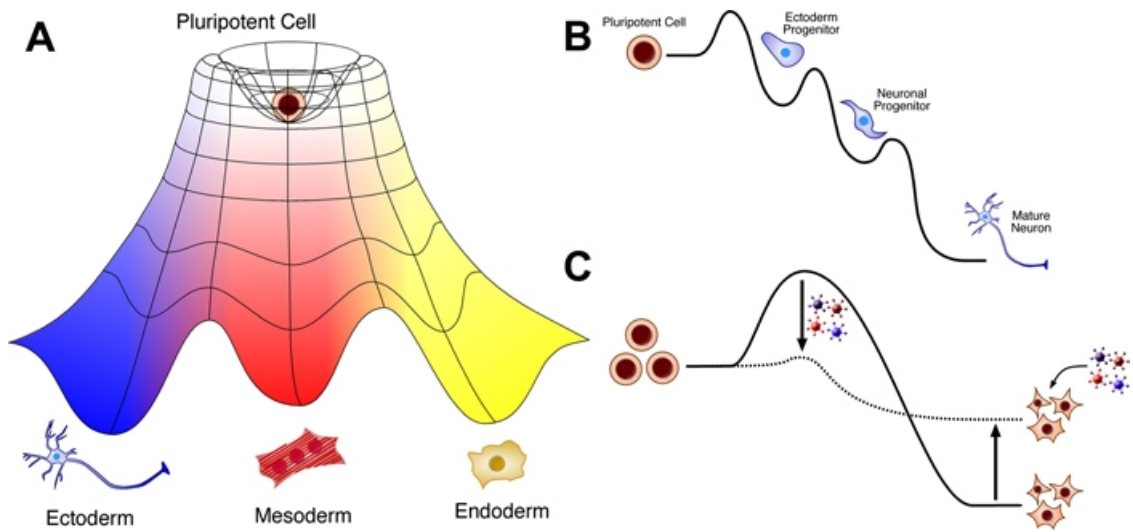 A
Pluripotent Cell
Ectoderm
Mesoderm
Endoderm
B
Pluripotent Cell
Ectoderm
Progenitor
Neuronal
Progenitor
Mature
Neuron
C